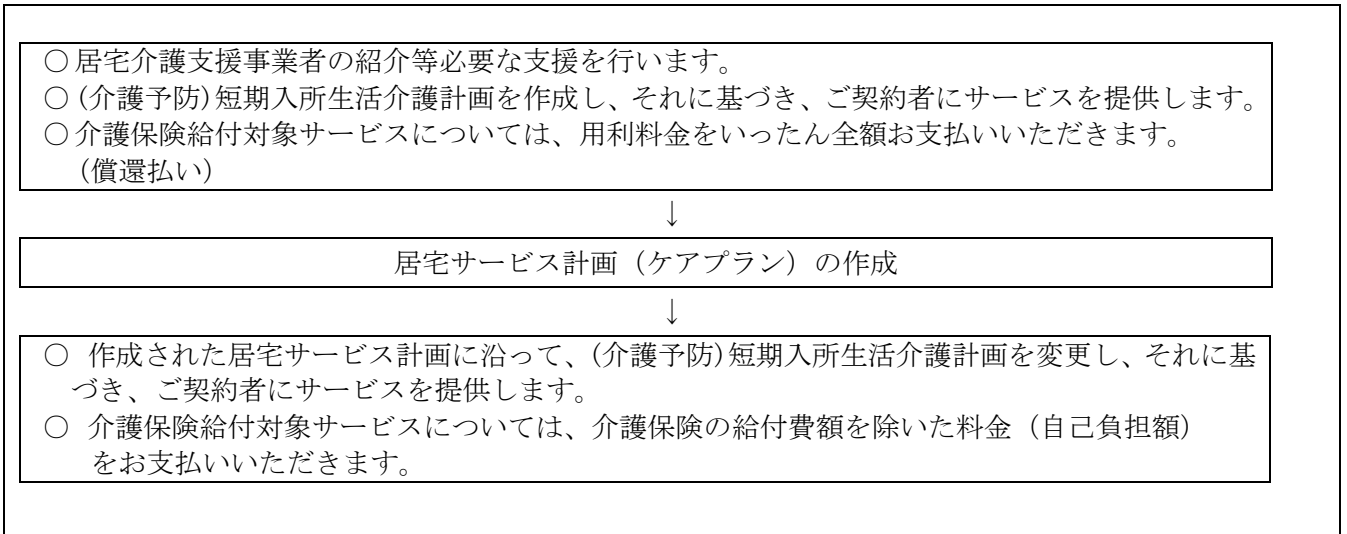 ○居宅介護支援事業者の紹介等必要な支援を行います。
○(介護予防)短期入所生活介護計画を作成し、それに基づき、ご契約者にサービスを提供します。
○介護保険給付対象サービスについては、用利料金をいったん全額お支払いいただきます。
(償還払い)
↓
居宅サービス計画（ケアプラン）の作成
↓
○ 作成された居宅サービス計画に沿って、(介護予防)短期入所生活介護計画を変更し、それに基
づき、ご契約者にサービスを提供します。
○ 介護保険給付対象サービスについては、介護保険の給付費額を除いた料金（自己負担額）
をお支払いいただきます。